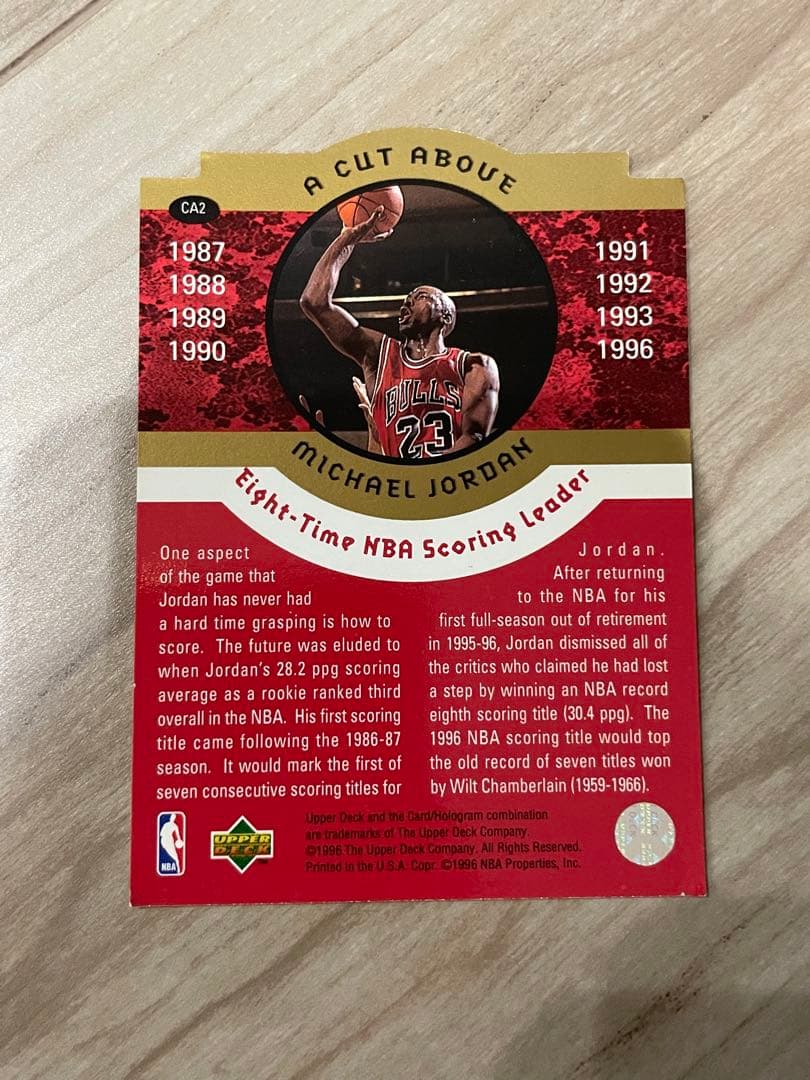 A CUT ABOVE
CA2
1987
1988
1989
1990
1991
1992
1993
1996
BULLS
23
MICHAEL JORDAN
Eight-Time NBA Scoring Leader
One aspect
of the game that
Jordan has never had
a hard time grasping is how to
score. The future was eluded to
when Jordan's 28.2 ppg scoring
average as a rookie ranked third
overall in the NBA. His first scoring
title came following the 1986-87
season. It would mark the first of
seven consecutive scoring titles for
Jordan.
After returning
to the NBA for his
first full-season out of retirement
in 1995-96, Jordan dismissed all of
the critics who claimed he had lost
a step by winning an NBA record
eighth scoring title (30.4 ppg). The
1996 NBA scoring title would top
the old record of seven titles won
by Wilt Chamberlain (1959-1966).
NBA
UPPER
DECK
Upper Deck and the Card/Hologram combination
are trademarks of The Upper Deck Company.
©1996 The Upper Deck Company. All Rights Reserved.
Printed in the U.S.A. Copr. ©1996 NBA Properties, Inc.